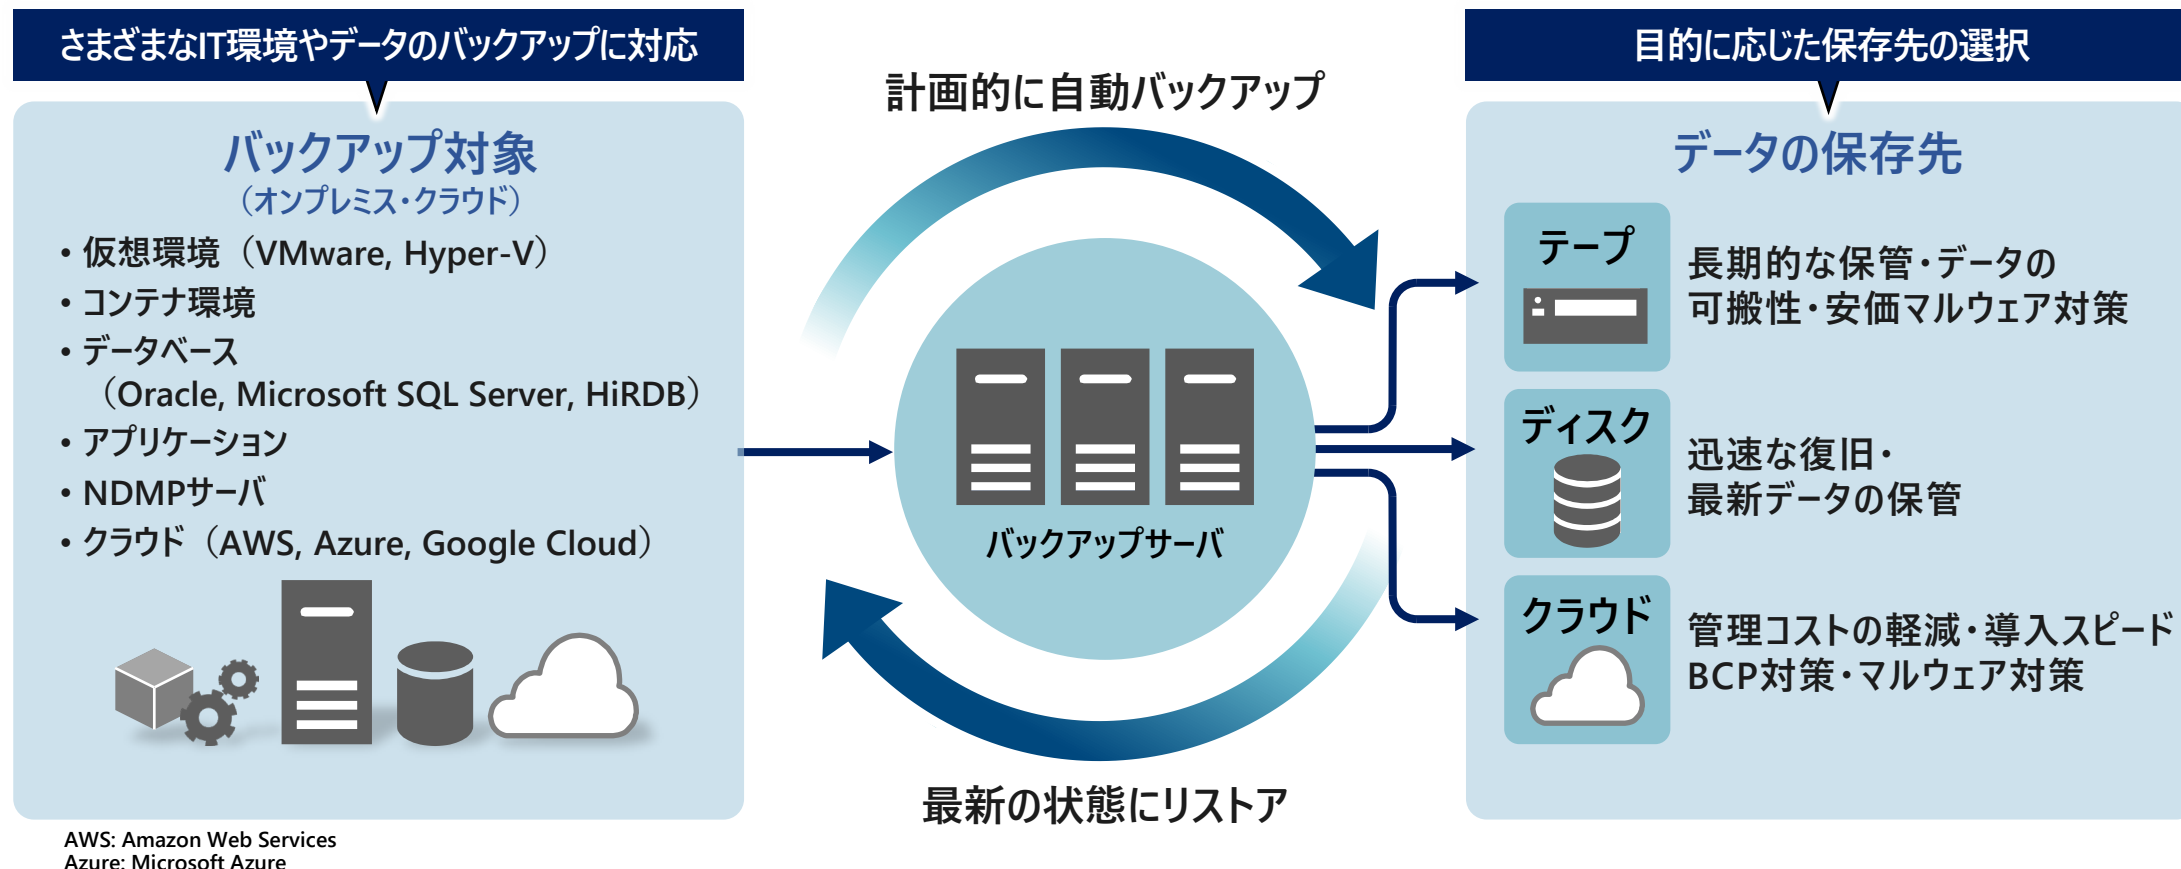 さまざまなIT環境やデータのバックアップに対応
バックアップ対象
（オンプレミス・クラウド）
・仮想環境（VMware, Hyper-V）
・コンテナ環境
・データベース
（Oracle, Microsoft SQL Server, HiRDB）
・アプリケーション
・NDMPサーバ
・クラウド（AWS, Azure, Google Cloud）
AWS: Amazon Web Services
Azure: Microsoft Azure
計画的に自動バックアップ
バックアップサーバ
最新の状態にリストア
目的に応じた保存先の選択
データの保存先
テープ
長期的な保管・データの
可搬性・安価マルウェア対策
ディスク
迅速な復旧・
最新データの保管
クラウド
管理コストの軽減・導入スピード
BCP対策・マルウェア対策